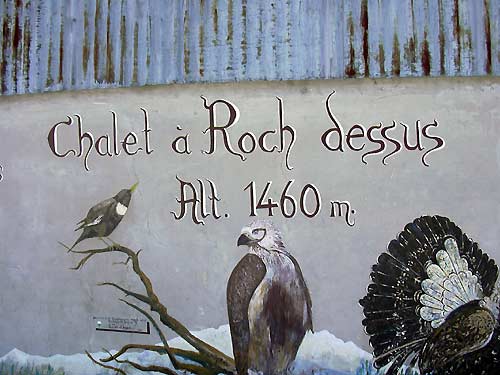 Chalet à Roch dessus
Alt. 1460 m.